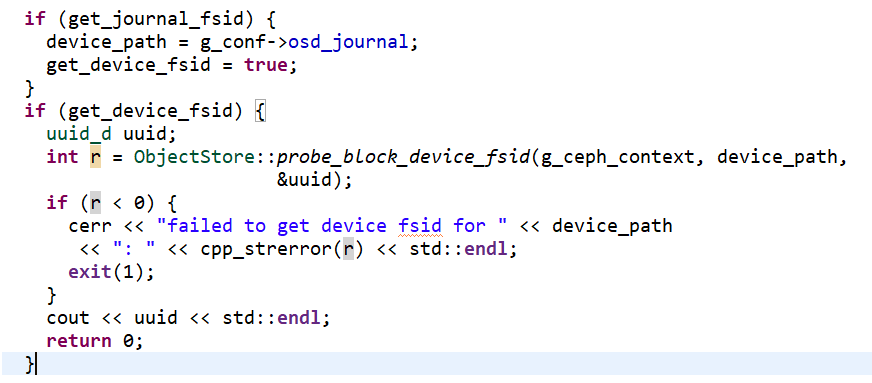 if (get_journal_fsid) {
  device_path = g_conf->osd_journal;
  get_device_fsid = true;
}
if (get_device_fsid) {
  uuid_d uuid;
  int r = ObjectStore::probe_block_device_fsid(g_ceph_context, device_path,
                       &uuid);
  if (r < 0) {
    cerr << "failed to get device fsid for " << device_path
     << ": " << cpp_strerror(r) << std::endl;
    exit(1);
  }
  cout << uuid << std::endl;
  return 0;
}